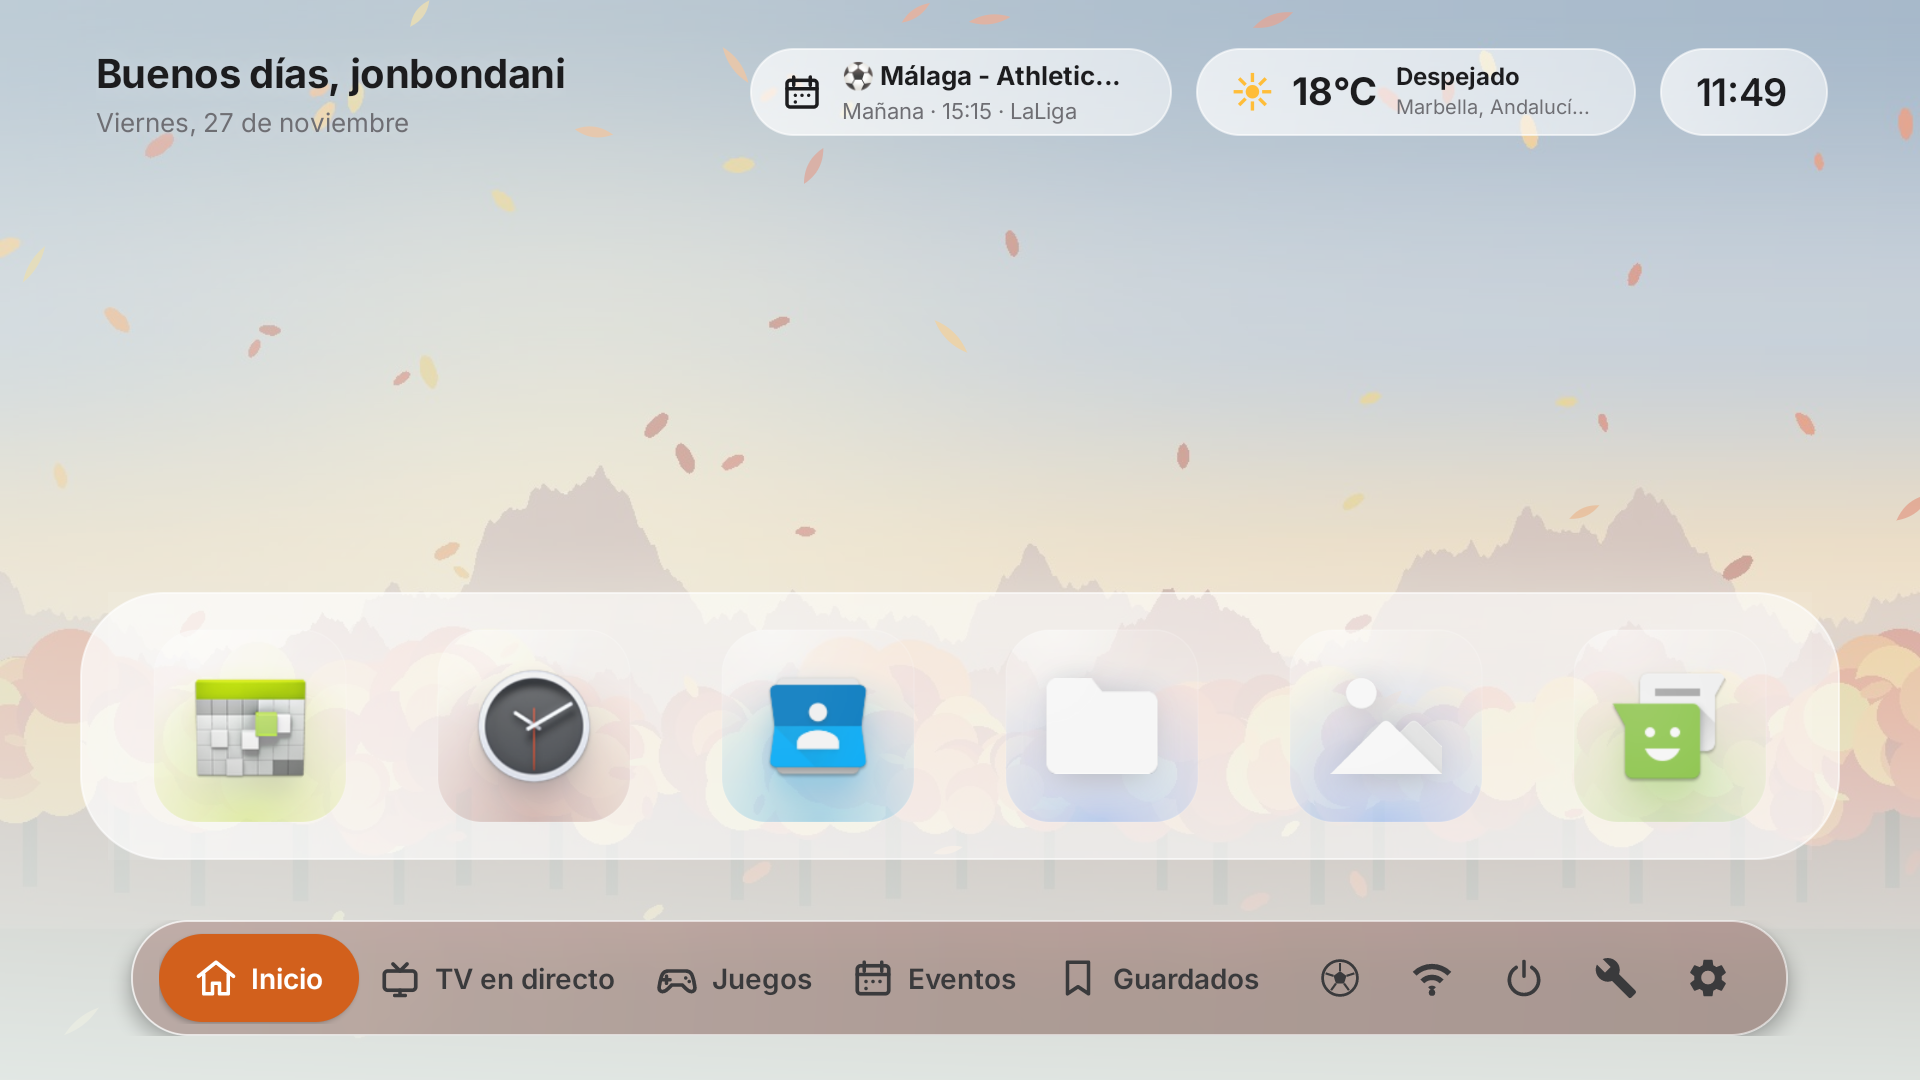 Buenos días, jonbondani
Viernes, 27 de noviembre
⚽ Málaga - Athletic...
Mañana · 15:15 · LaLiga
18°C
Despejado
Marbella, Andalucí...
11:49
Inicio
TV en directo
Juegos
Eventos
Guardados